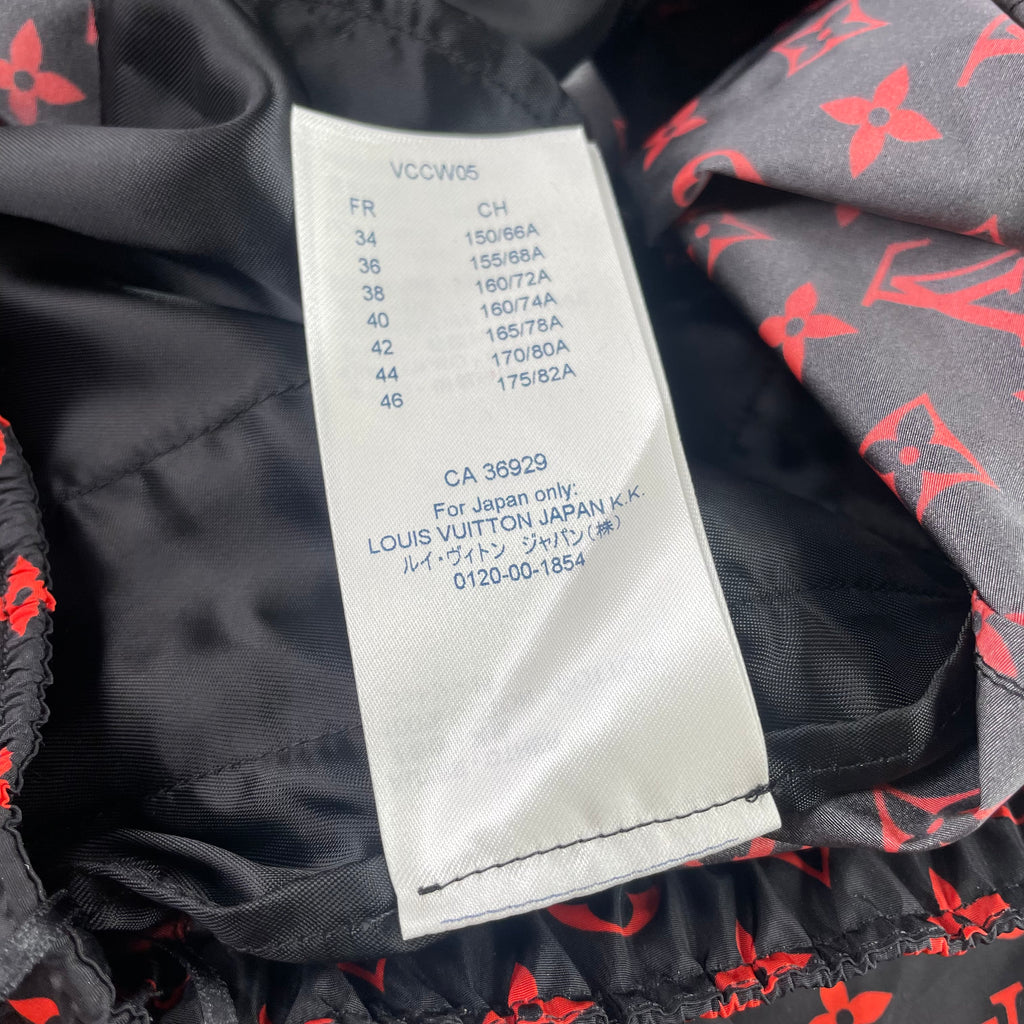 VCCW05
FR CH
34 150/66A
36 155/68A
38 160/72A
40 160/74A
42 165/78A
44 170/80A
46 175/82A
CA 36929
For Japan only:
LOUIS VUITTON JAPAN K.K.
ルイ・ヴィトン ジャパン(株)
0120-00-1854